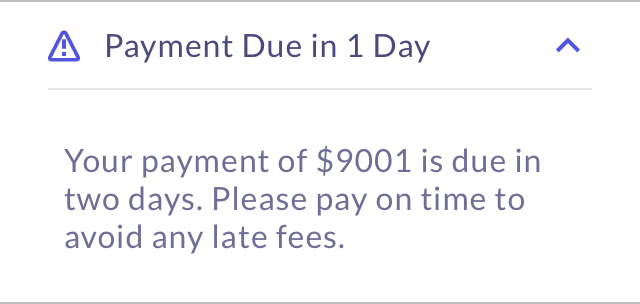 Payment Due in 1 Day
Your payment of $9001 is due in
two days. Please pay on time to
avoid any late fees.